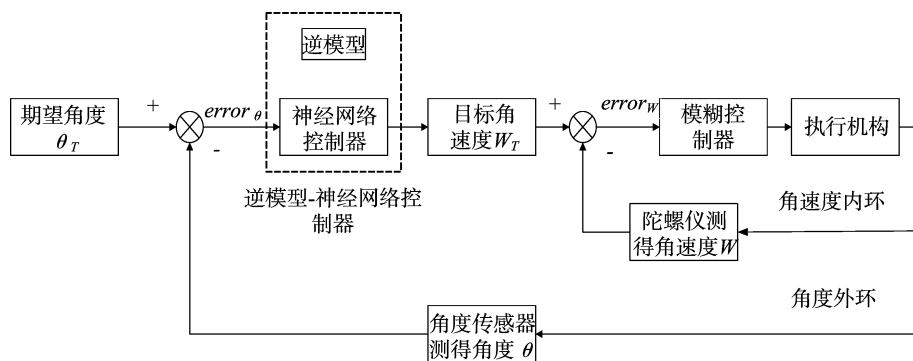 逆模型
期望角度
θT
+
-
error θ
神经网络
控制器
逆模型-神经网络控
制器
目标角
速度WT
+
-
errorW
模糊控
制器
执行机构
角速度内环
陀螺仪测
得角速度W
角度外环
角度传感器
测得角度 θ